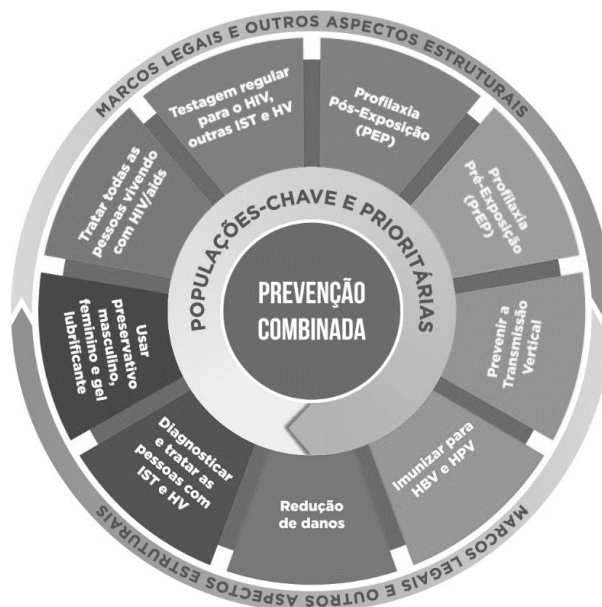 MARCOS LEGAIS E OUTROS ASPECTOS ESTRUTURAIS
Testagem regular
para o HIV,
outras IST e HV
Profilaxia
Pós-Exposição
(PEP)
Profilaxia
Pré-Exposição
(PrEP)
Prevenir a
Transmissão
Vertical
Imunizar para
HBV e HPV
Redução
de danos
Diagnosticar
e tratar as
pessoas com
IST e HV
Usar
preservativo
masculino,
feminino e gel
lubrificante
Tratar todas as
pessoas vivendo
com HIV/aids
POPULAÇÕES-CHAVE E PRIORITÁRIAS
PREVENÇÃO
COMBINADA
MARCOS LEGAIS E OUTROS ASPECTOS ESTRUTURAIS